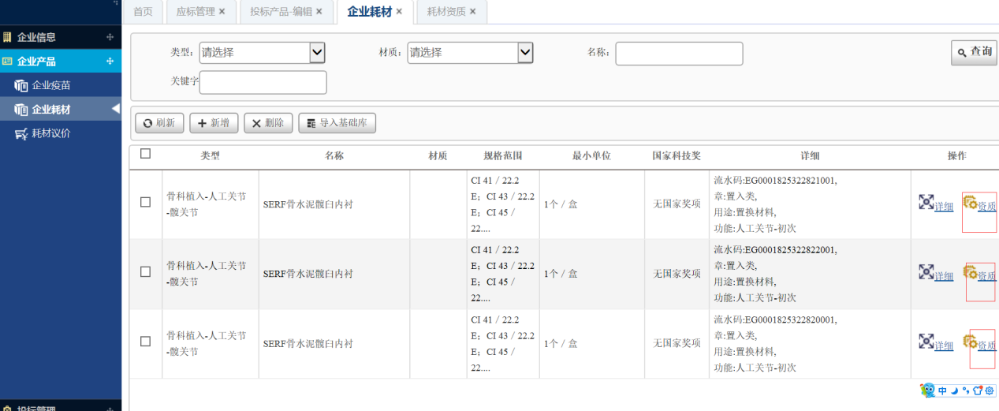 首页 应标管理 × 投标产品-编辑 × 企业耗材 × 耗材资质 ×
企业信息
企业产品
企业疫苗
企业耗材
耗材议价
投标管理
类型: 请选择 材质: 请选择 名称: 查询
关键字
刷新 新增 删除 导入基础库
类型 名称 材质 规格范围 最小单位 国家科技奖 详细 操作
骨科植入-人工关节
-髋关节
SERF骨水泥髋臼内衬
CI 41 / 22.2
E; CI 43 / 22.2
E; CI 45 /
22....
1个 / 盒
无国家奖项
流水码:EG0001825322821001,
章:置入类,
用途:置换材料,
功能:人工关节-初次
详细 资质
骨科植入-人工关节
-髋关节
SERF骨水泥髋臼内衬
CI 41 / 22.2
E; CI 43 / 22.2
E; CI 45 /
22....
1个 / 盒
无国家奖项
流水码:EG0001825322822001,
章:置入类,
用途:置换材料,
功能:人工关节-初次
详细 资质
骨科植入-人工关节
-髋关节
SERF骨水泥髋臼内衬
CI 41 / 22.2
E; CI 43 / 22.2
E; CI 45 /
22....
1个 / 盒
无国家奖项
流水码:EG0001825322820001,
章:置入类,
用途:置换材料,
功能:人工关节-初次
详细 资质
中